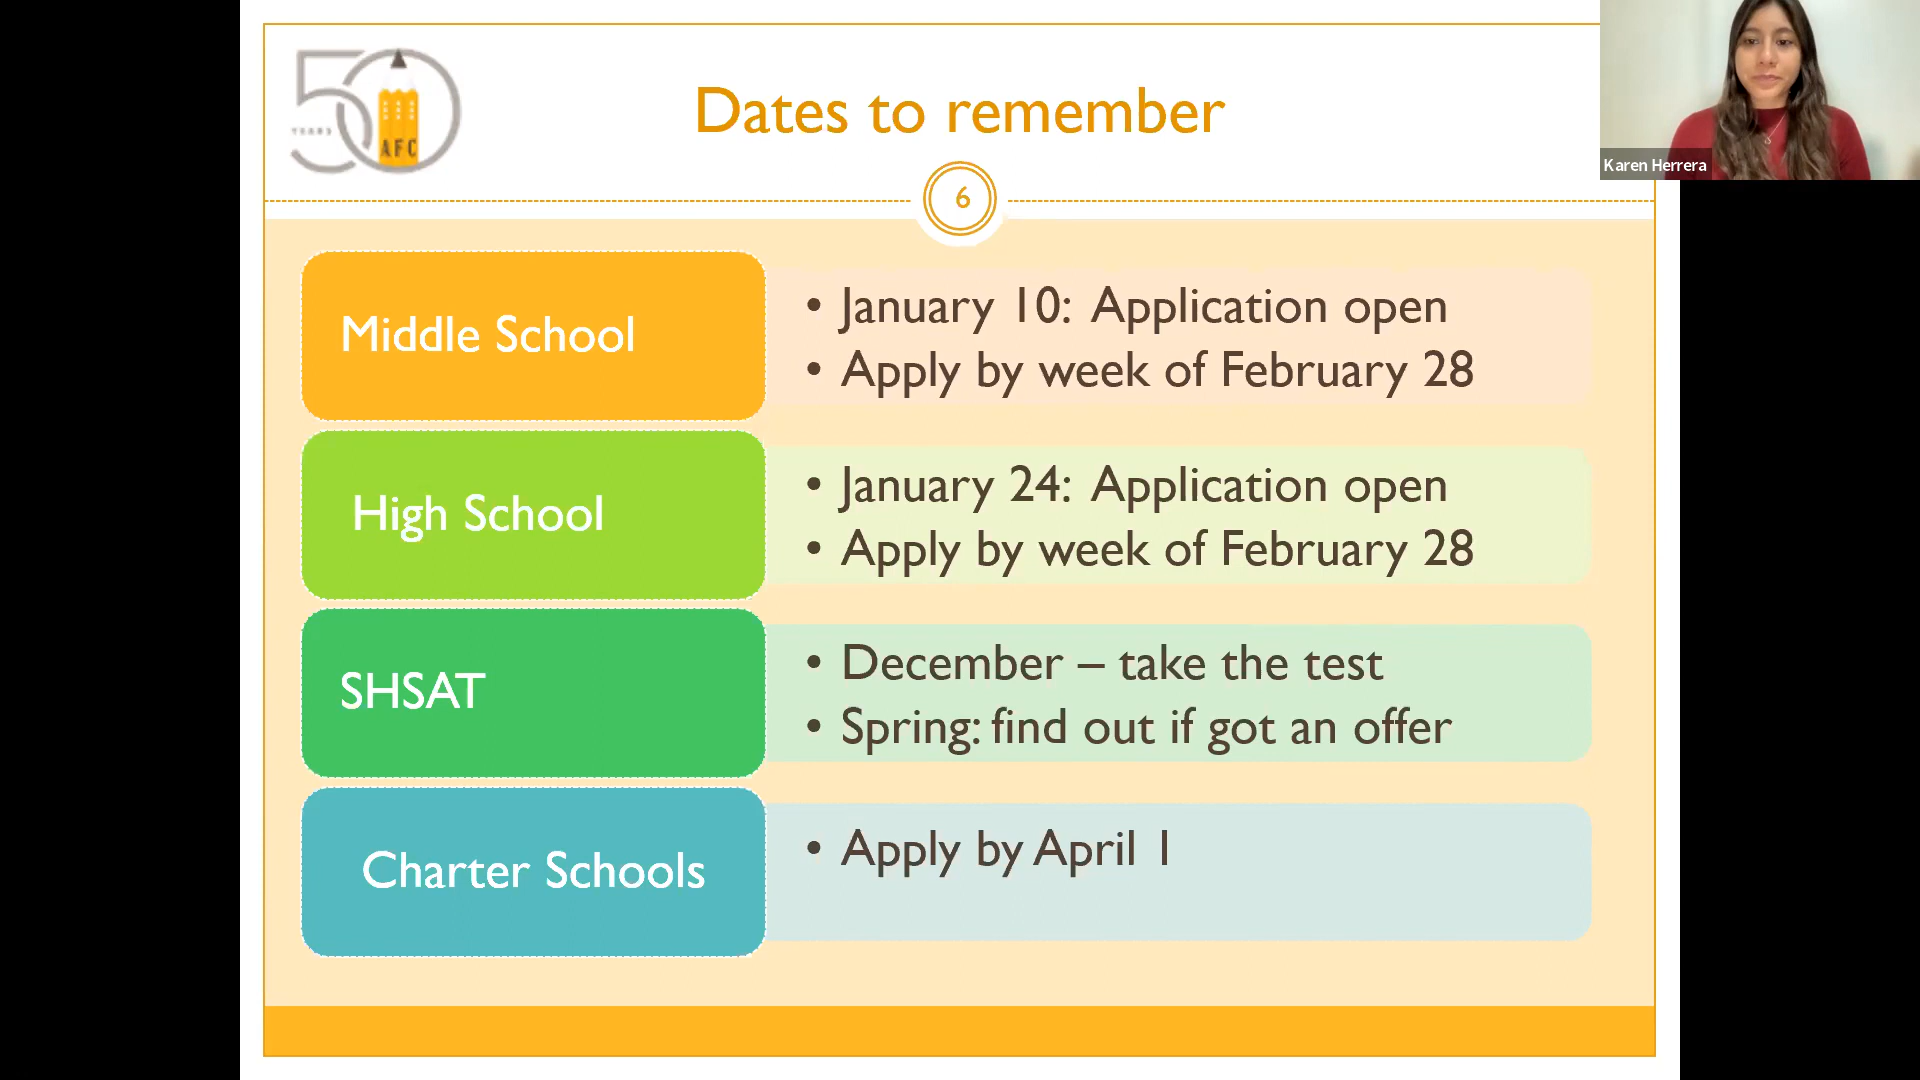 50
YEARS
AFC
Dates to remember
Karen Herrera
6
Middle School
• January 10: Application open
• Apply by week of February 28
High School
• January 24: Application open
• Apply by week of February 28
SHSAT
• December – take the test
• Spring: find out if got an offer
Charter Schools
• Apply by April 1